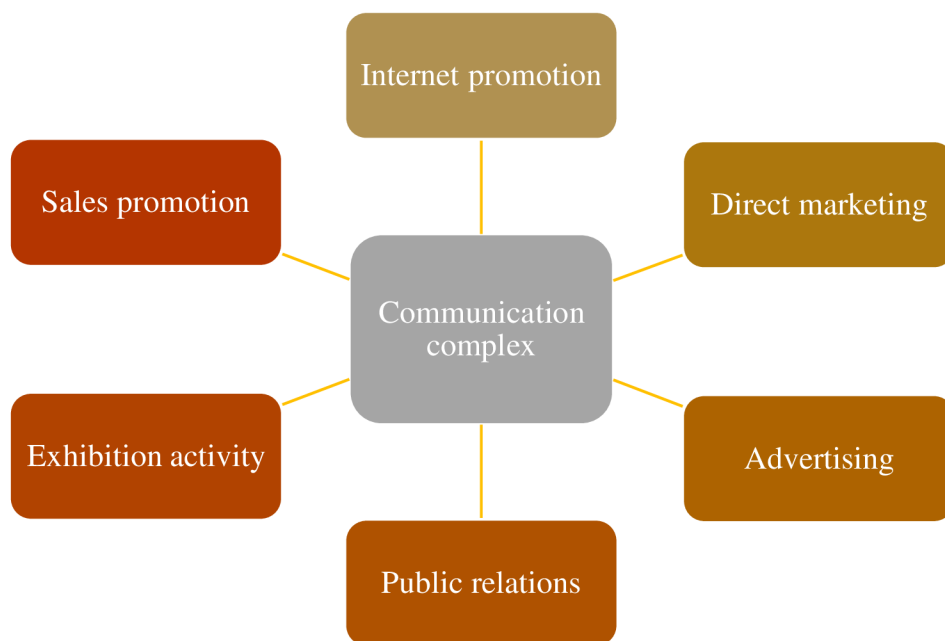 Internet promotion
Sales promotion
Direct marketing
Communication
complex
Exhibition activity
Advertising
Public relations